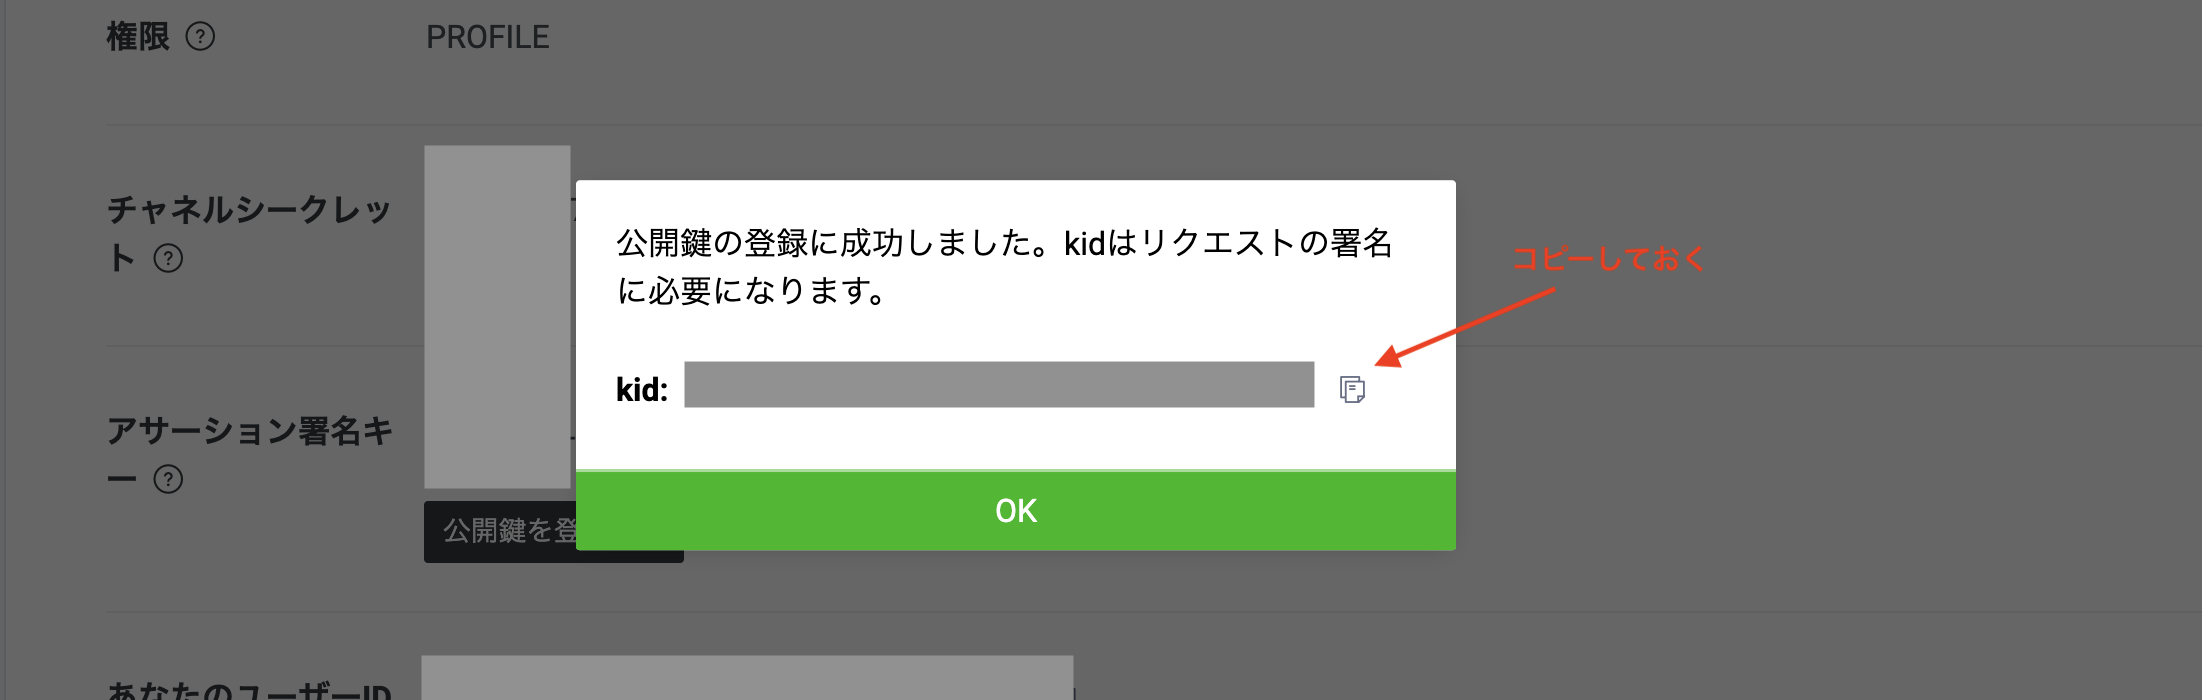 権限 ?
PROFILE
チャネルシークレッ
ト ?
公開鍵の登録に成功しました。kidはリクエストの署名
に必要になります。
コピーしておく
kid:
アサーション署名キ
ー ?
OK
公開鍵を登
あなたのユーザーID